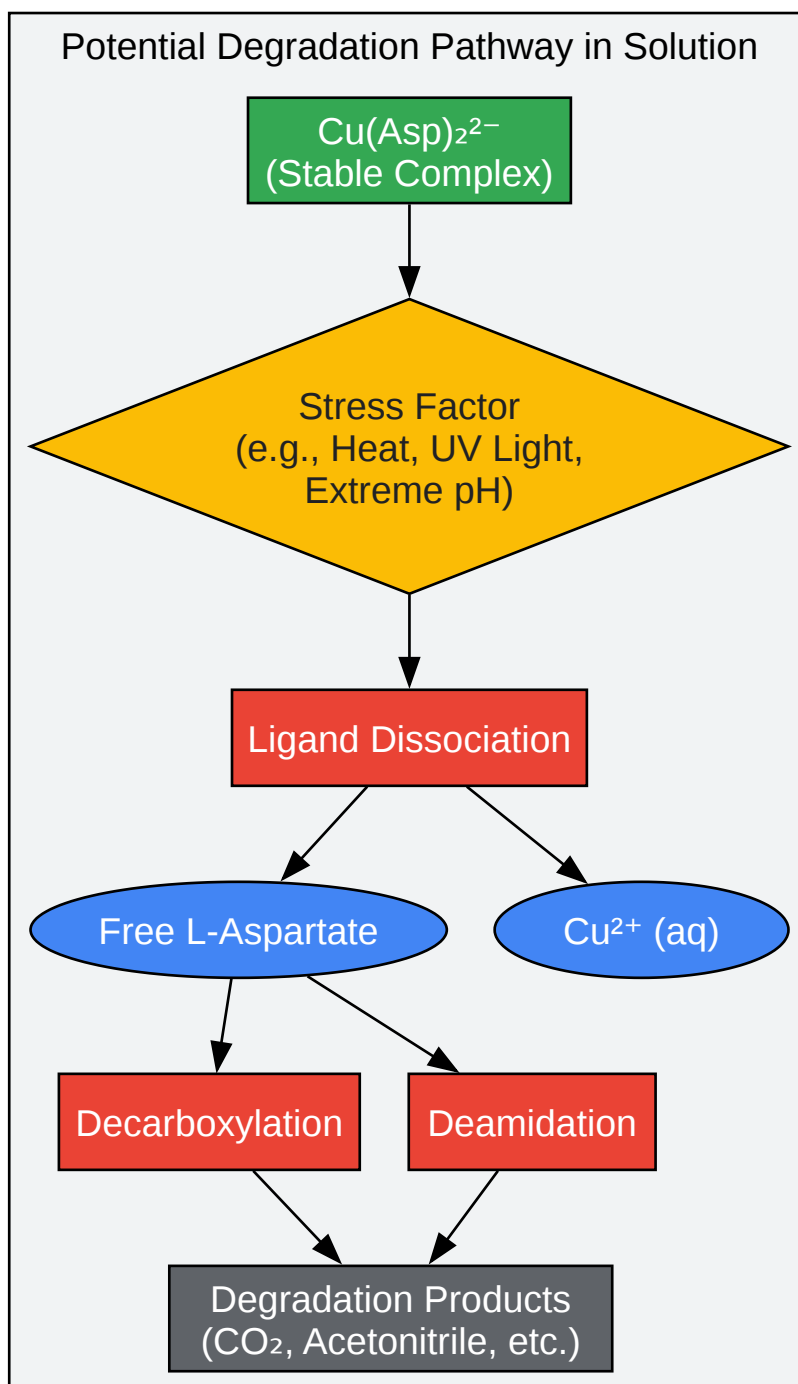 Potential Degradation Pathway in Solution
Cu(Asp)₂²⁻
(Stable Complex)
Stress Factor
(e.g., Heat, UV Light,
Extreme pH)
Ligand Dissociation
Free L-Aspartate
Cu²⁺ (aq)
Decarboxylation
Deamidation
Degradation Products
(CO₂, Acetonitrile, etc.)